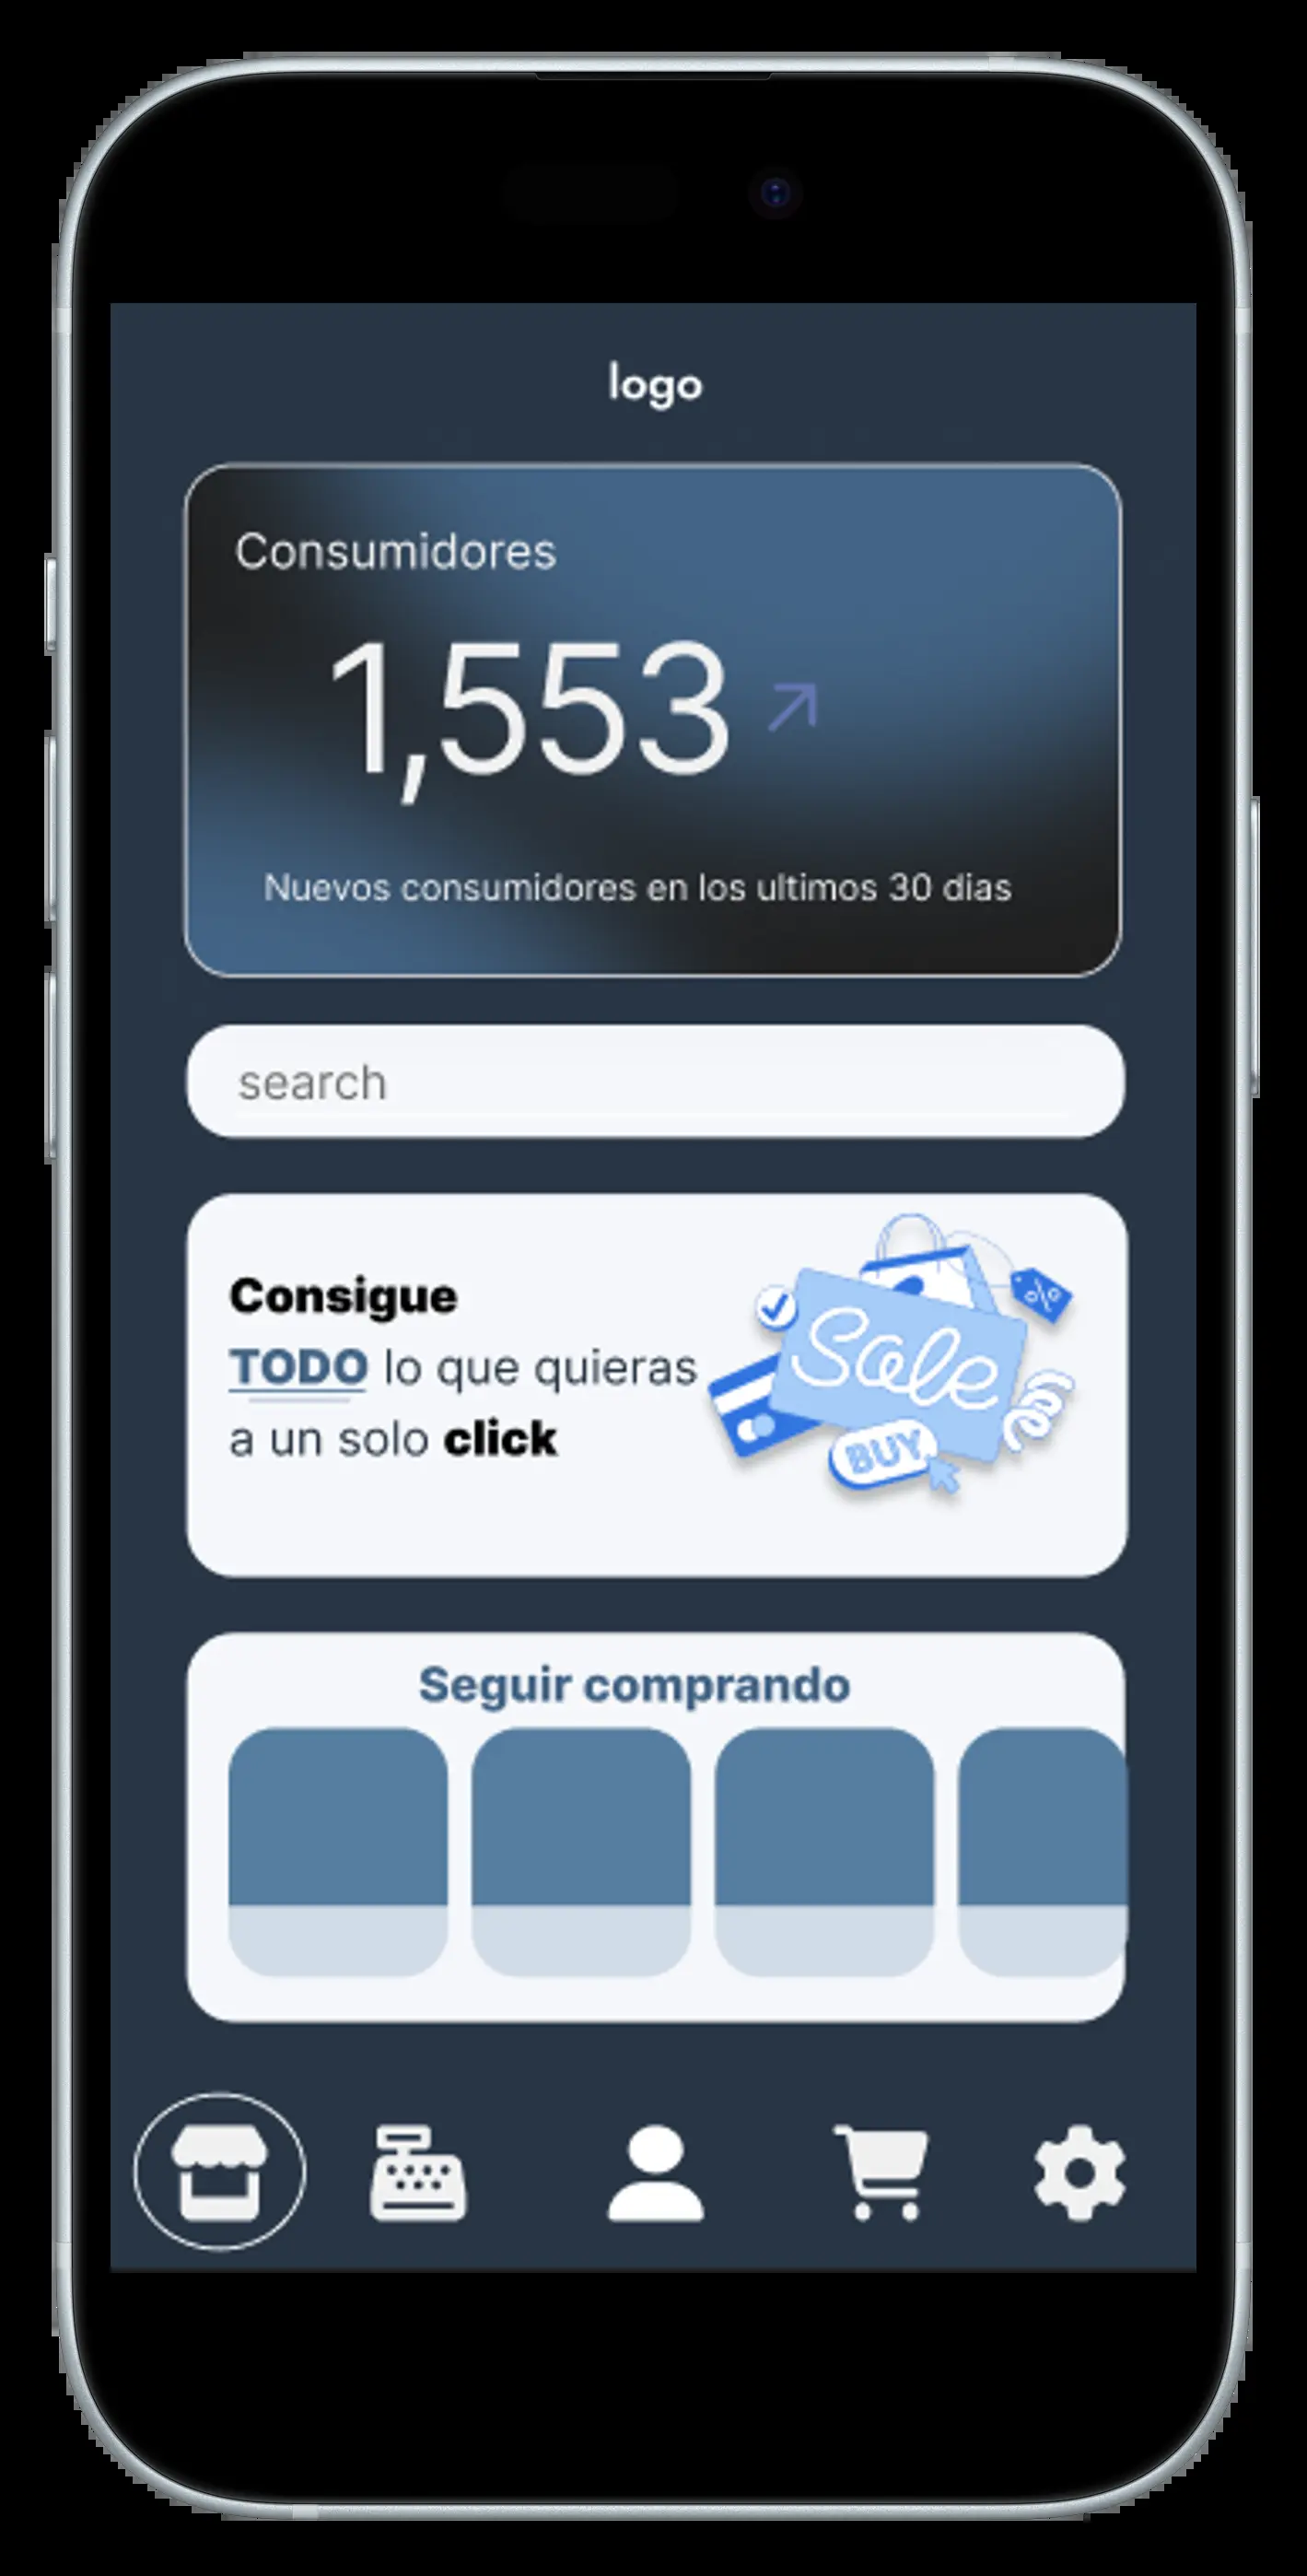 logo
Consumidores
1,553
Nuevos consumidores en los ultimos 30 dias
search
Consigue
TODO lo que quieras
a un solo click
Sale
%
BUY
Seguir comprando